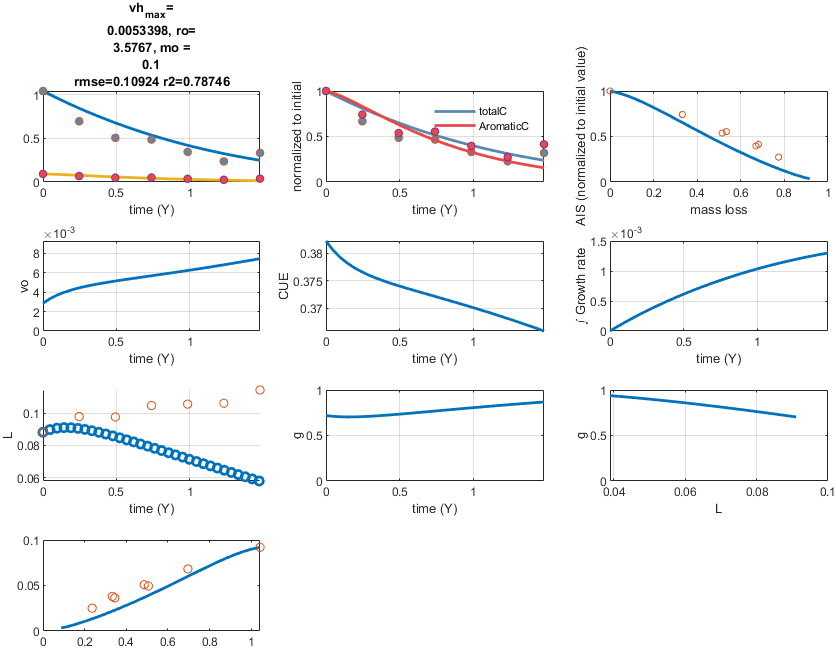 vh_max=
0.0053398, ro=
3.5767, mo =
0.1
rmse=0.10924 r2=0.78746
1
0.5
0
0 0.5 1
time (Y)
normalized to initial
1
0.5
0
totalC
AromaticC
0 0.5 1
time (Y)
AIS (normalized to initial value)
1
0.5
0
0 0.2 0.4 0.6 0.8 1
mass loss
×10^-3
vo
8
6
4
2
0
0 0.5 1
time (Y)
CUE
0.38
0.375
0.37
0 0.5 1
time (Y)
×10^-3
∫ Growth rate
1.5
1
0.5
0
0 0.5 1
time (Y)
L
0.1
0.08
0.06
0 0.5 1
time (Y)
g
1
0.5
0
0 0.5 1
time (Y)
g
1
0.5
0
0.04 0.06 0.08 0.1
L
0.1
0.05
0
0 0.2 0.4 0.6 0.8 1